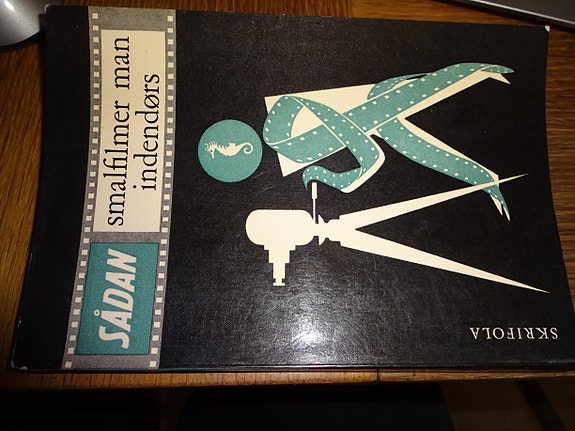 SÅDAN
smalfilmer man
indendørs
SKRIFOLA